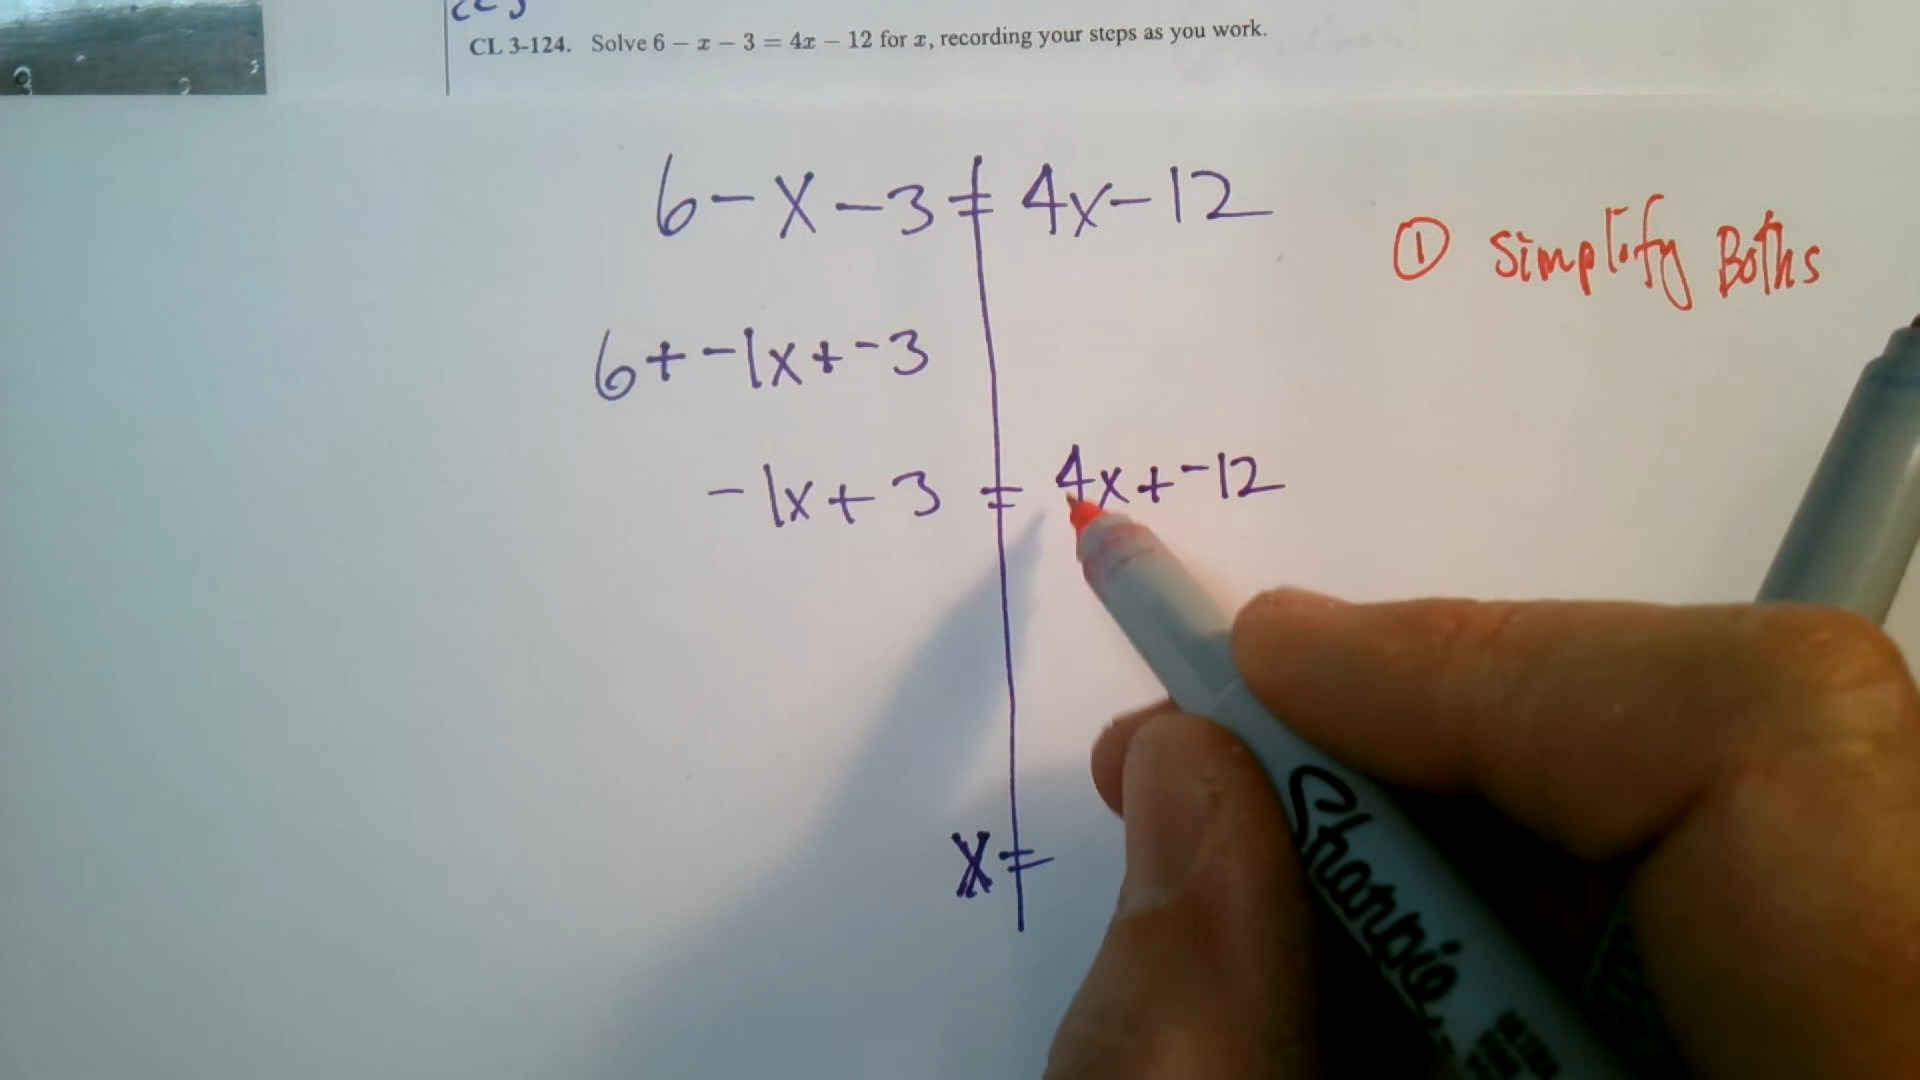 CL 3-124. Solve 6 − x − 3 = 4x − 12 for x, recording your steps as you work.
6 - x - 3 = 4x - 12
① Simplify Boths
6 + -1x + -3
-1x + 3 = 4x + -12
x =
Sharpie